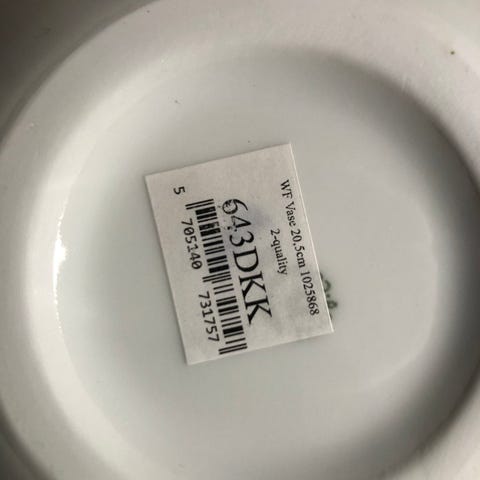 WF Vase 20,5cm 1025868
2-quality
643DKK
5 705140 731757